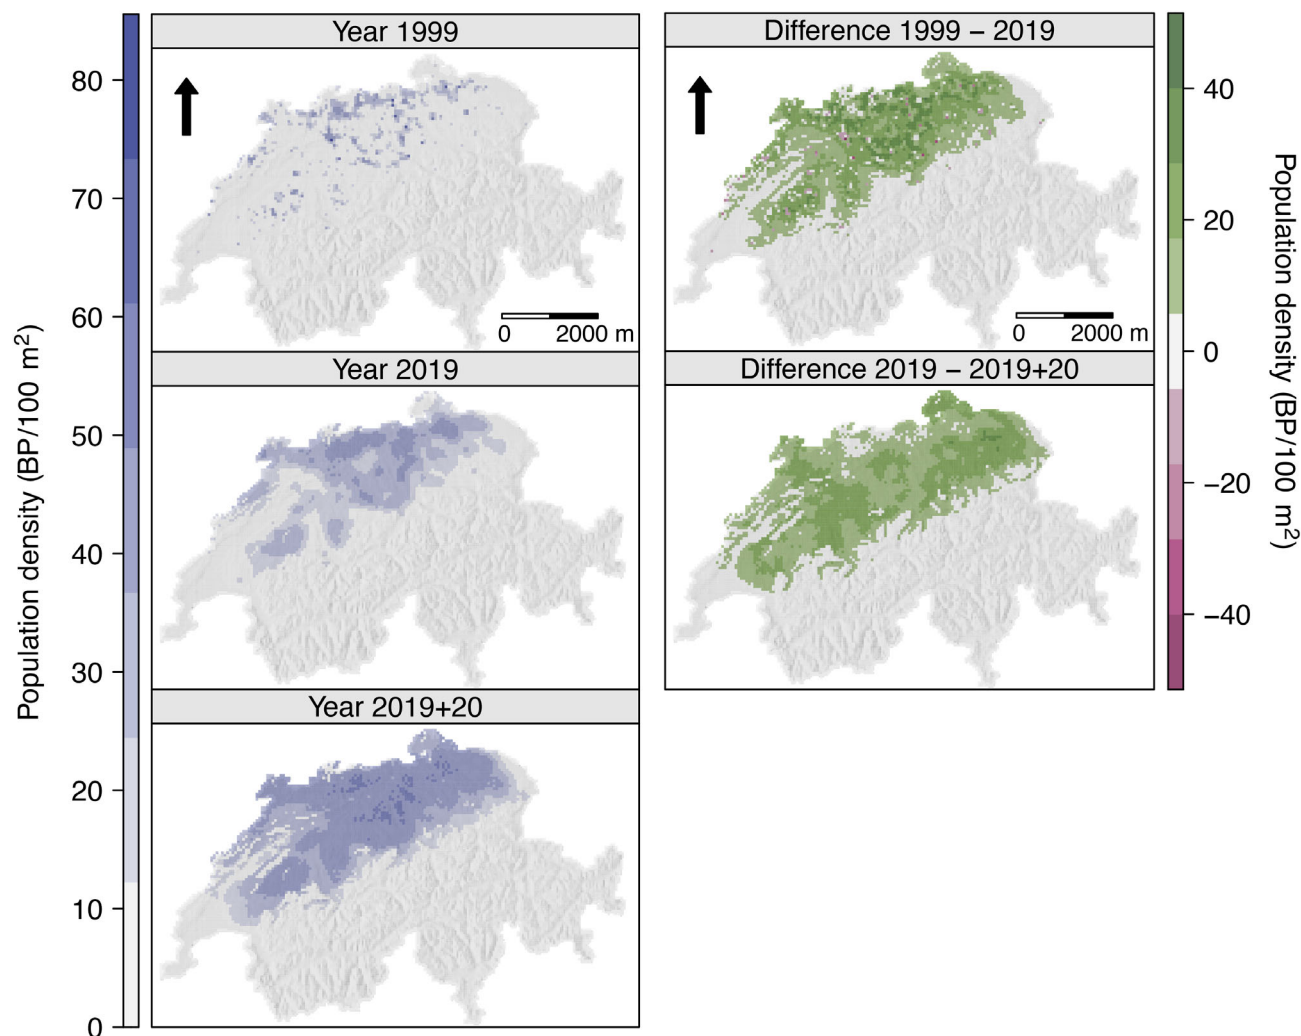 Population density (BP/100 m²)
80
70
60
50
40
30
20
10
0
Year 1999
0 2000 m
Year 2019
Year 2019+20
Difference 1999 – 2019
0 2000 m
Difference 2019 – 2019+20
40
20
0
−20
−40
Population density (BP/100 m²)